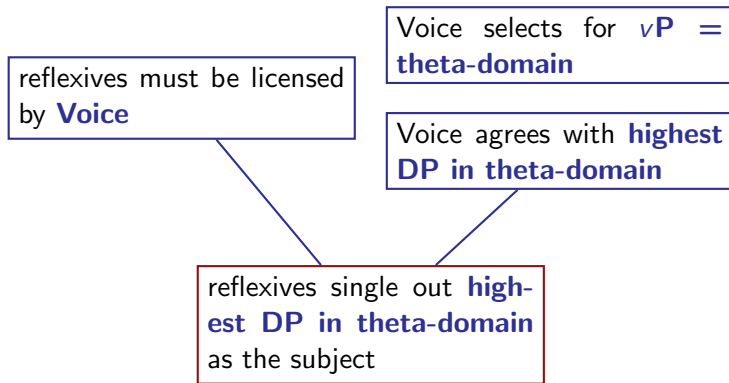 Voice selects for vP =
theta-domain
reflexives must be licensed
by Voice
Voice agrees with highest
DP in theta-domain
reflexives single out high-
est DP in theta-domain
as the subject